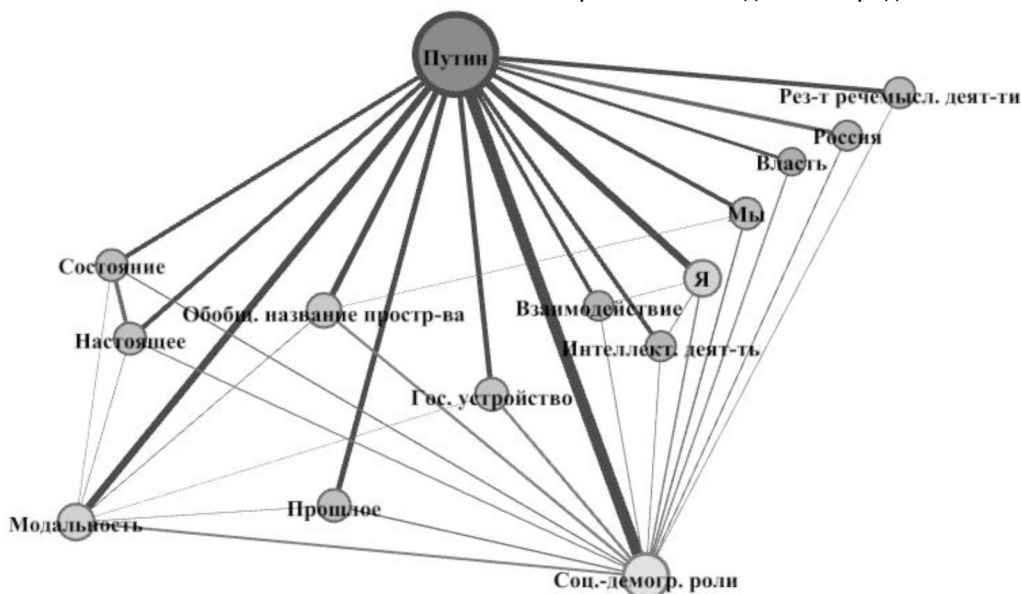 Путин
Рез-т речемысл. деят-ти
Россия
Власть
Мы
Состояние
Я
Обобщ. название простр-ва
Взаимодействие
Настоящее
Интеллект. деят-ть
Гос. устройство
Прошлое
Модальность
Соц.-демогр. роли